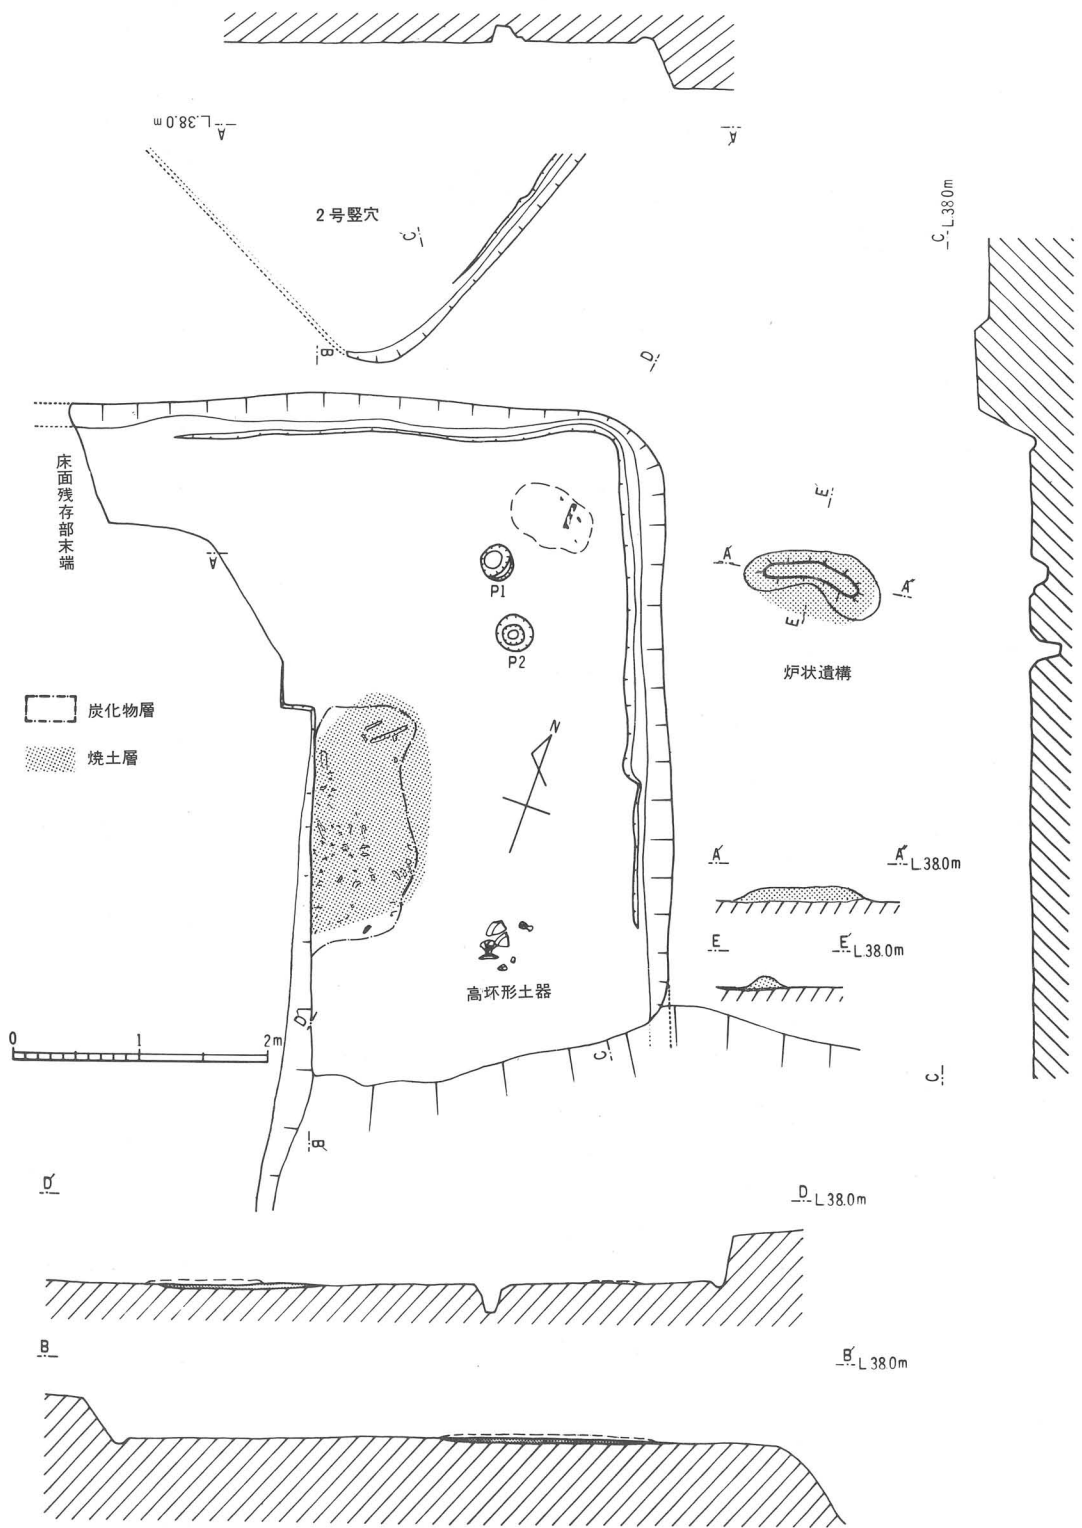 A L.38.0m
A´
2号竪穴
C´
C´ L.38.0m
B
D
床面残存部末端
E´
A
P1
A´
A″
E
P2
炉状遺構
炭化物層
N
焼土層
A´
A″ L.38.0m
E
E´ L.38.0m
高坏形土器
D´
0 1 2m
C
C
B´
D´
D L.38.0m
B
B´ L.38.0m